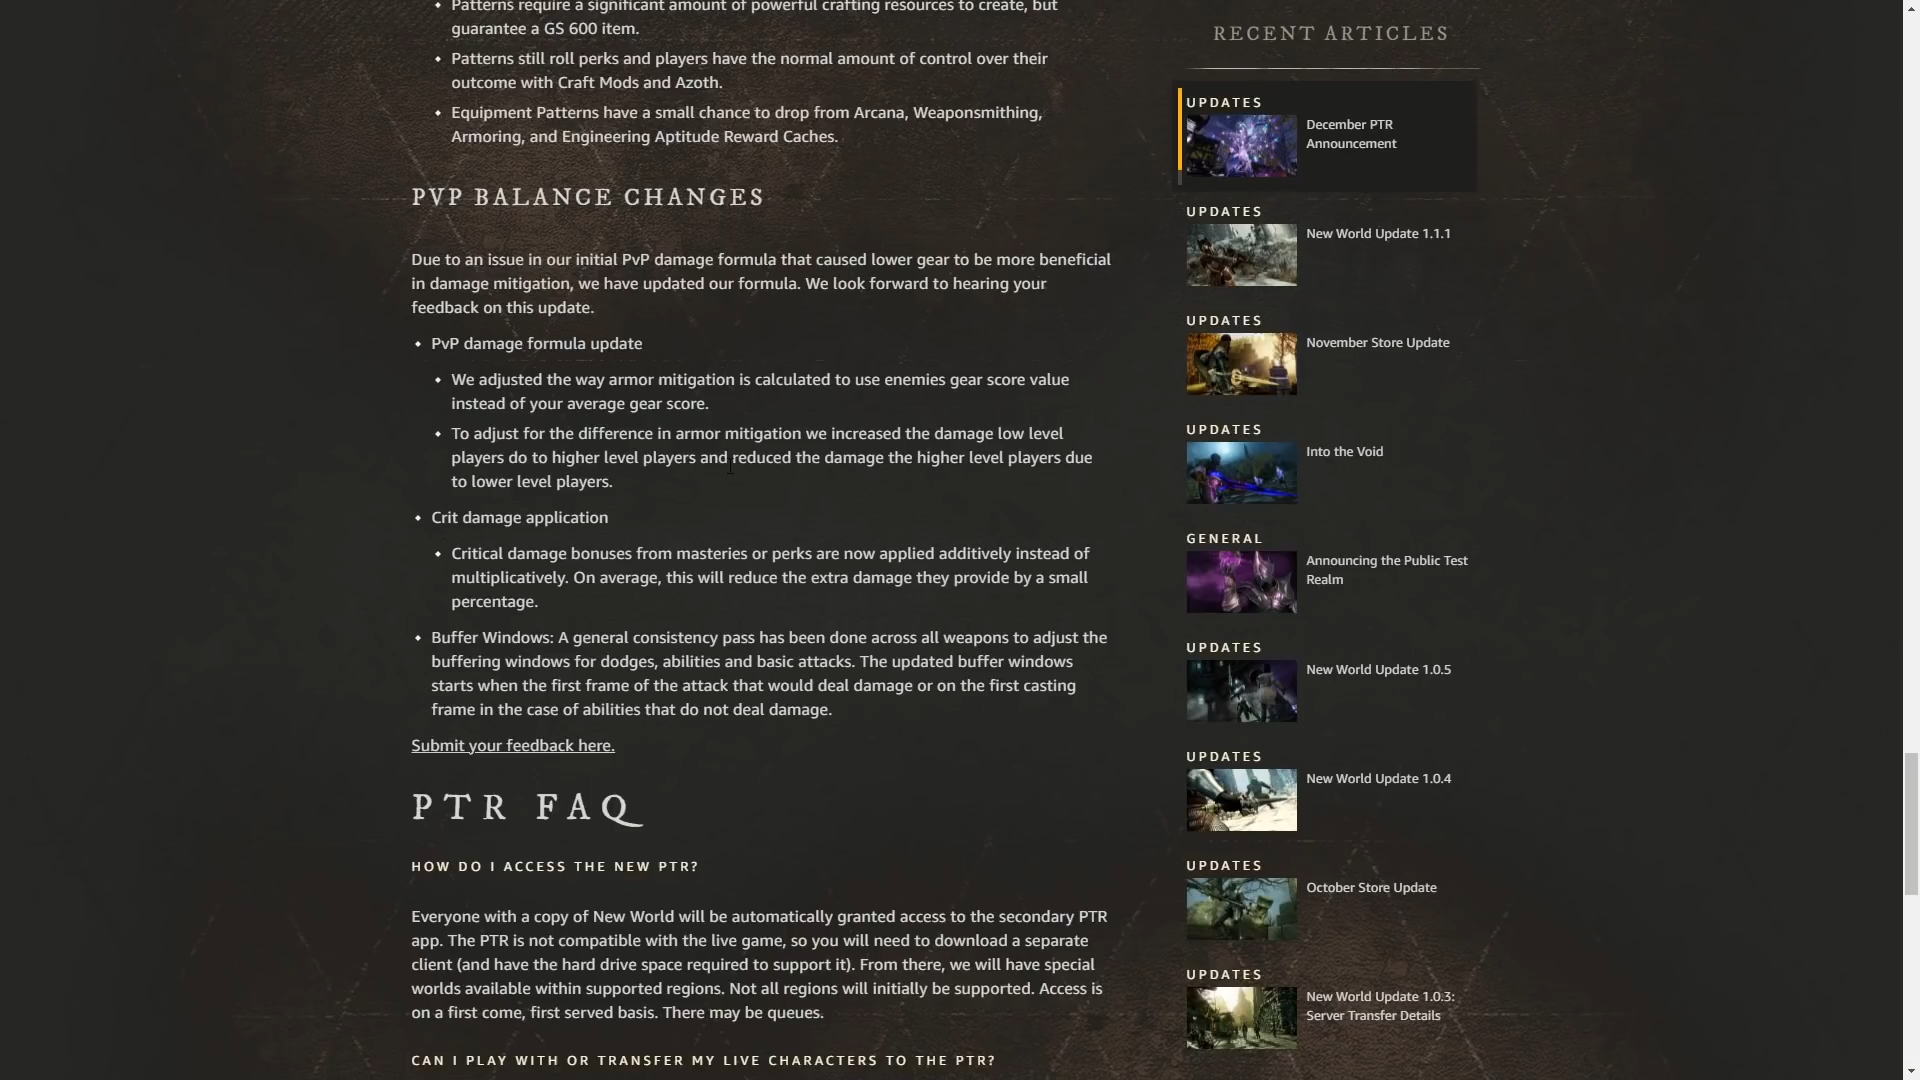 Patterns require a significant amount of powerful crafting resources to create, but
guarantee a GS 600 item.
Patterns still roll perks and players have the normal amount of control over their
outcome with Craft Mods and Azoth.
Equipment Patterns have a small chance to drop from Arcana, Weaponsmithing,
Armoring, and Engineering Aptitude Reward Caches.
PVP BALANCE CHANGES
Due to an issue in our initial PvP damage formula that caused lower gear to be more beneficial
in damage mitigation, we have updated our formula. We look forward to hearing your
feedback on this update.
PvP damage formula update
We adjusted the way armor mitigation is calculated to use enemies gear score value
instead of your average gear score.
To adjust for the difference in armor mitigation we increased the damage low level
players do to higher level players and reduced the damage the higher level players due
to lower level players.
Crit damage application
Critical damage bonuses from masteries or perks are now applied additively instead of
multiplicatively. On average, this will reduce the extra damage they provide by a small
percentage.
Buffer Windows: A general consistency pass has been done across all weapons to adjust the
buffering windows for dodges, abilities and basic attacks. The updated buffer windows
starts when the first frame of the attack that would deal damage or on the first casting
frame in the case of abilities that do not deal damage.
Submit your feedback here.
PTR FAQ
HOW DO I ACCESS THE NEW PTR?
Everyone with a copy of New World will be automatically granted access to the secondary PTR
app. The PTR is not compatible with the live game, so you will need to download a separate
client (and have the hard drive space required to support it). From there, we will have special
worlds available within supported regions. Not all regions will initially be supported. Access is
on a first come, first served basis. There may be queues.
CAN I PLAY WITH OR TRANSFER MY LIVE CHARACTERS TO THE PTR?
RECENT ARTICLES
UPDATES
December PTR
Announcement
UPDATES
New World Update 1.1.1
UPDATES
November Store Update
UPDATES
Into the Void
GENERAL
Announcing the Public Test
Realm
UPDATES
New World Update 1.0.5
UPDATES
New World Update 1.0.4
UPDATES
October Store Update
UPDATES
New World Update 1.0.3:
Server Transfer Details